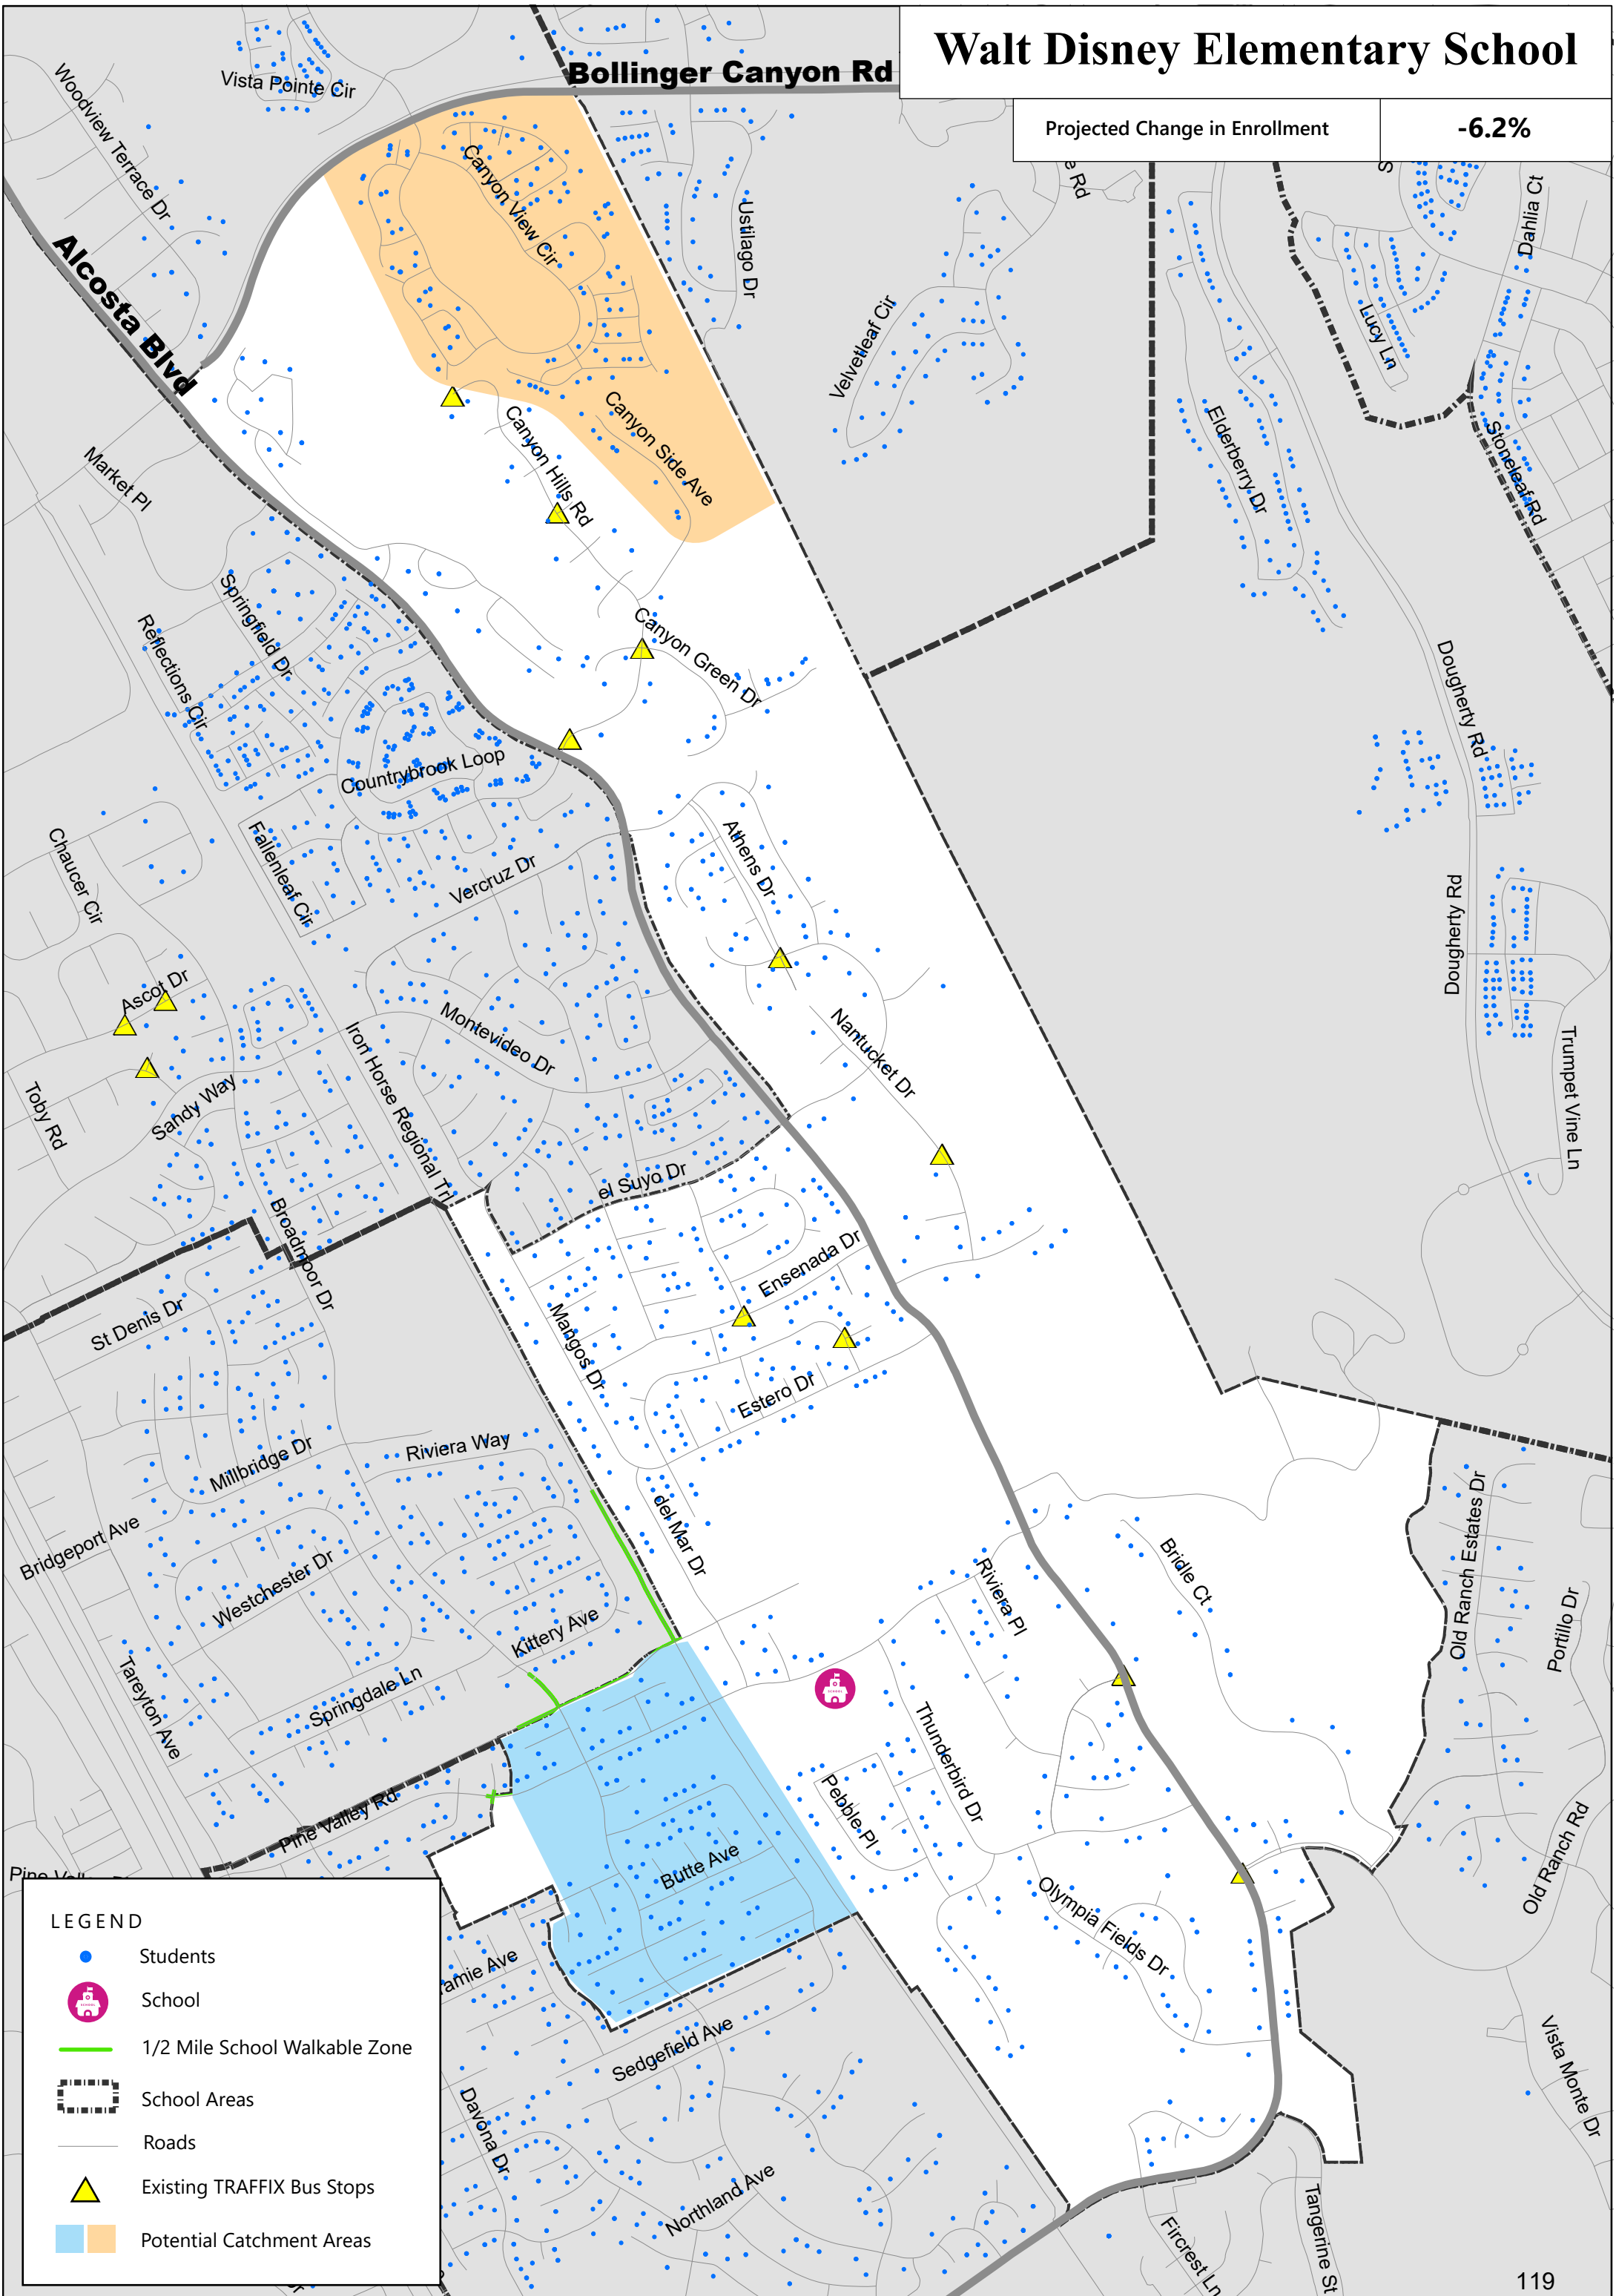 Walt Disney Elementary School
Projected Change in Enrollment
-6.2%
Bollinger Canyon Rd
Vista Pointe Cir
Woodview Terrace Dr
Canyon View Cir
Ustilago Dr
e Rd
S
Dahlia Ct
Alcosta Blvd
Velvetleaf Cir
Lucy Ln
Elderberry Dr
Stoneleaf Rd
Canyon Side Ave
Canyon Hills Rd
Market Pl
Springfield Dr
Reflections Cir
Canyon Green Dr
Dougherty Rd
Countrybrook Loop
Fallenleaf Cir
Chaucer Cir
Vercruz Dr
Athens Dr
Dougherty Rd
Ascot Dr
Montevideo Dr
Nantucket Dr
Iron Horse Regional Trl
Trumpet Vine Ln
Toby Rd
Sandy Way
el Suyo Dr
Broadmoor Dr
Ensenada Dr
St Denis Dr
Mangos Dr
Estero Dr
Riviera Way
Millbridge Dr
Old Ranch Estates Dr
Bridgeport Ave
del Mar Dr
Bridle Ct
Westchester Dr
Riviera Pl
Portillo Dr
Kittery Ave
Tareyton Ave
Springdale Ln
Thunderbird Dr
Pebble Pl
Pine Valley Rd
Old Ranch Rd
Butte Ave
Olympia Fields Dr
ramie Ave
Sedgefield Ave
Vista Monte Dr
Davona Dr
Northland Ave
Fircrest Ln
Tangerine St
LEGEND
Students
School
1/2 Mile School Walkable Zone
School Areas
Roads
Existing TRAFFIX Bus Stops
Potential Catchment Areas
119